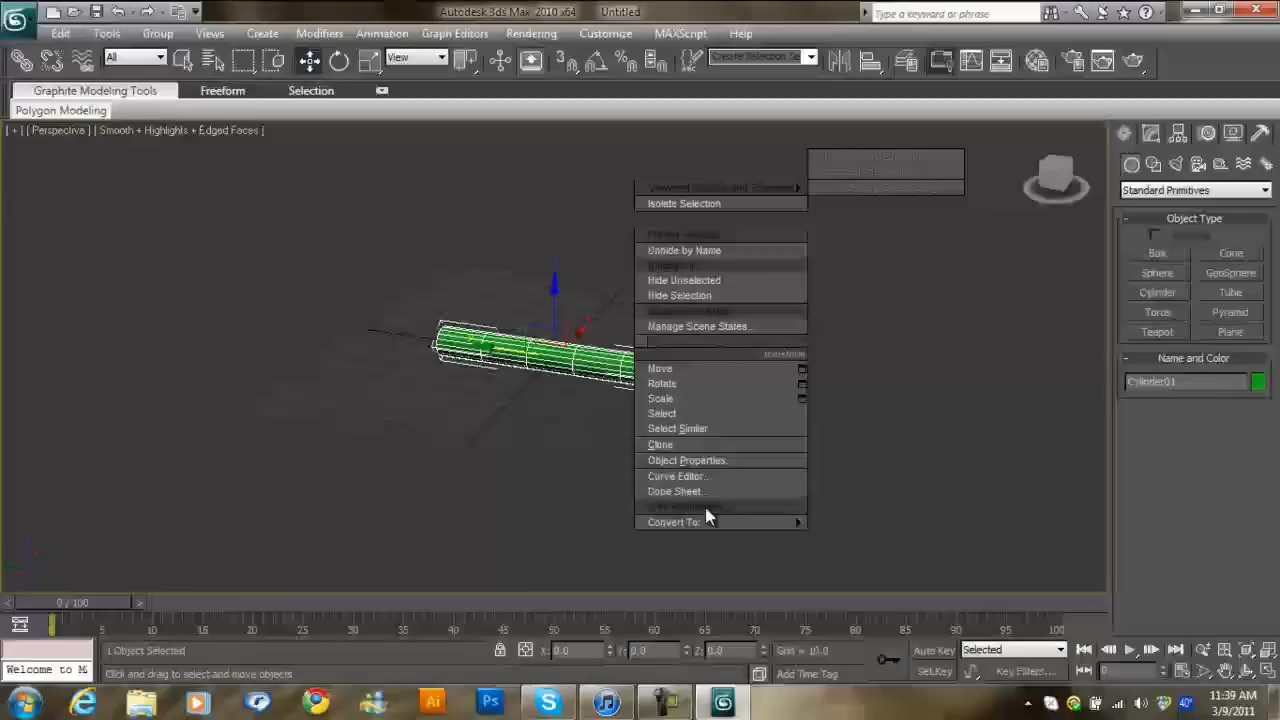 Autodesk 3ds Max 2010 x64 Untitled
Type a keyword or phrase
Edit Tools Group Views Create Modifiers Animation Graph Editors Rendering Customize MAXScript Help
All
View
Create Selection Se
Graphite Modeling Tools Freeform Selection
Polygon Modeling
[ + ] [ Perspective ] [ Smooth + Highlights + Edged Faces ]
Isolate Selection
Unhide by Name
Hide Unselected
Hide Selection
Manage Scene States...
transform
Move
Rotate
Scale
Select
Select Similar
Clone
Object Properties...
Curve Editor...
Dope Sheet...
Convert To:
Standard Primitives
Object Type
Box Cone
Sphere GeoSphere
Cylinder Tube
Torus Pyramid
Teapot Plane
Name and Color
Cylinder01
0 / 100
5 10 15 20 25 30 35 40 45 50 55 60 65 70 75 80 85 90 95 100
Welcome to M
1 Object Selected
Click and drag to select and move objects
X: 0.0 Y: 0.0 Z: 0.0
Grid = 10.0
Add Time Tag
Auto Key Selected
Set Key Key Filters...
0
Ai
Ps
40°
11:39 AM
3/9/2011